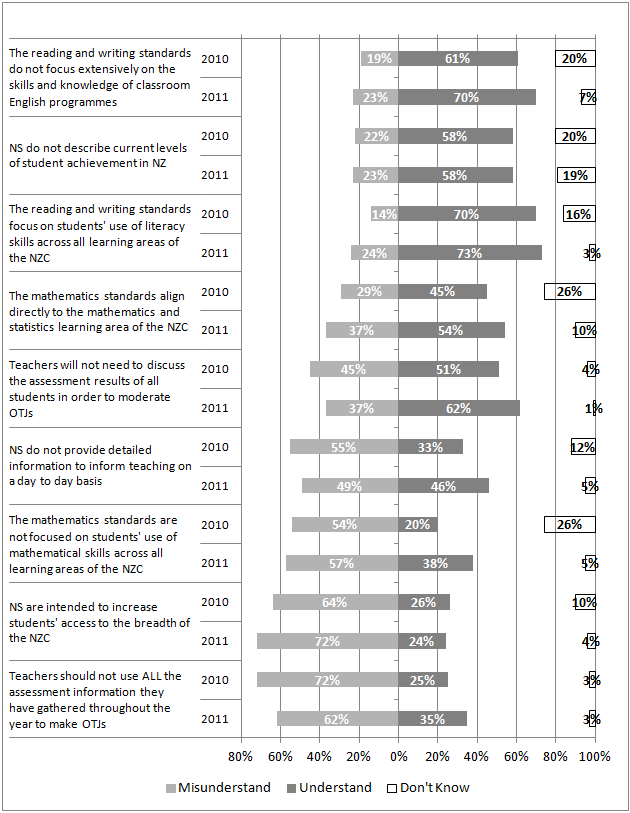 The reading and writing standards
do not focus extensively on the
skills and knowledge of classroom
English programmes
2010
19%
61%
20%
2011
23%
70%
7%
NS do not describe current levels
of student achievement in NZ
2010
22%
58%
20%
2011
23%
58%
19%
The reading and writing standards
focus on students' use of literacy
skills across all learning areas of
the NZC
2010
14%
70%
16%
2011
24%
73%
3%
The mathematics standards align
directly to the mathematics and
statistics learning area of the NZC
2010
29%
45%
26%
2011
37%
54%
10%
Teachers will not need to discuss
the assessment results of all
students in order to moderate
OTJs
2010
45%
51%
4%
2011
37%
62%
1%
NS do not provide detailed
information to inform teaching on
a day to day basis
2010
55%
33%
12%
2011
49%
46%
5%
The mathematics standards are
not focused on students' use of
mathematical skills across all
learning areas of the NZC
2010
54%
20%
26%
2011
57%
38%
5%
NS are intended to increase
students' access to the breadth of
the NZC
2010
64%
26%
10%
2011
72%
24%
4%
Teachers should not use ALL the
assessment information they
have gathered throughout the
year to make OTJs
2010
72%
25%
3%
2011
62%
35%
3%
80% 60% 40% 20% 0% 20% 40% 60% 80% 100%
Misunderstand Understand Don't Know